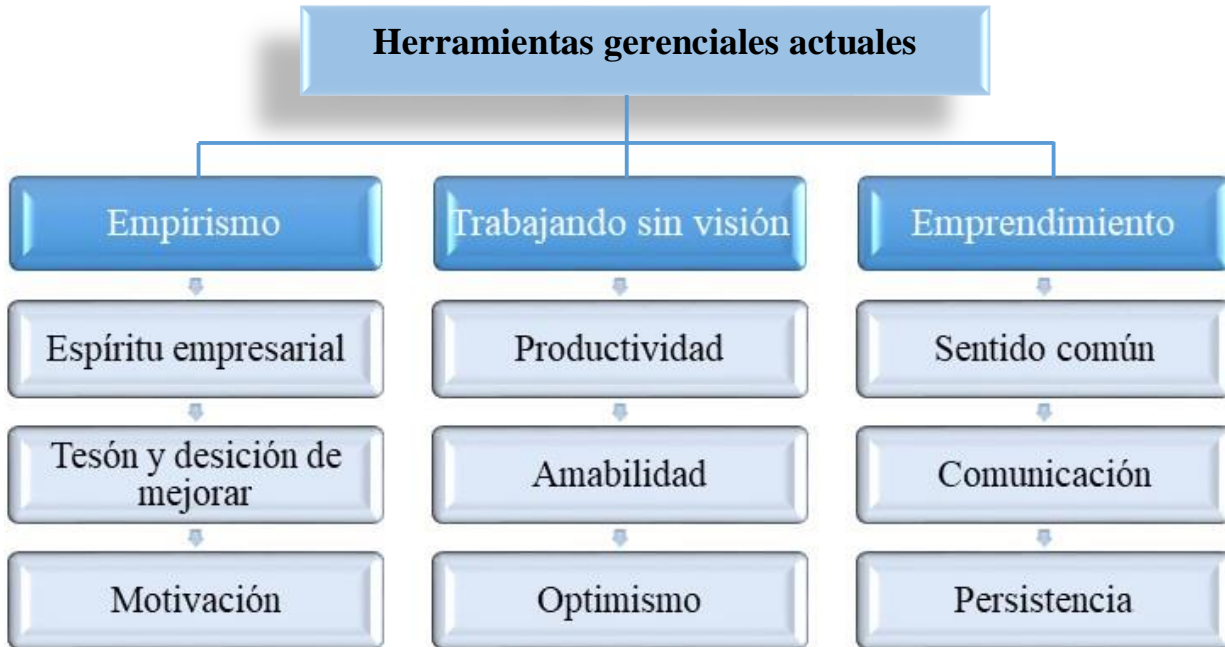 Herramientas gerenciales actuales
Empirismo
Espíritu empresarial
Tesón y desición de
mejorar
Motivación
Trabajando sin visión
Productividad
Amabilidad
Optimismo
Emprendimiento
Sentido común
Comunicación
Persistencia